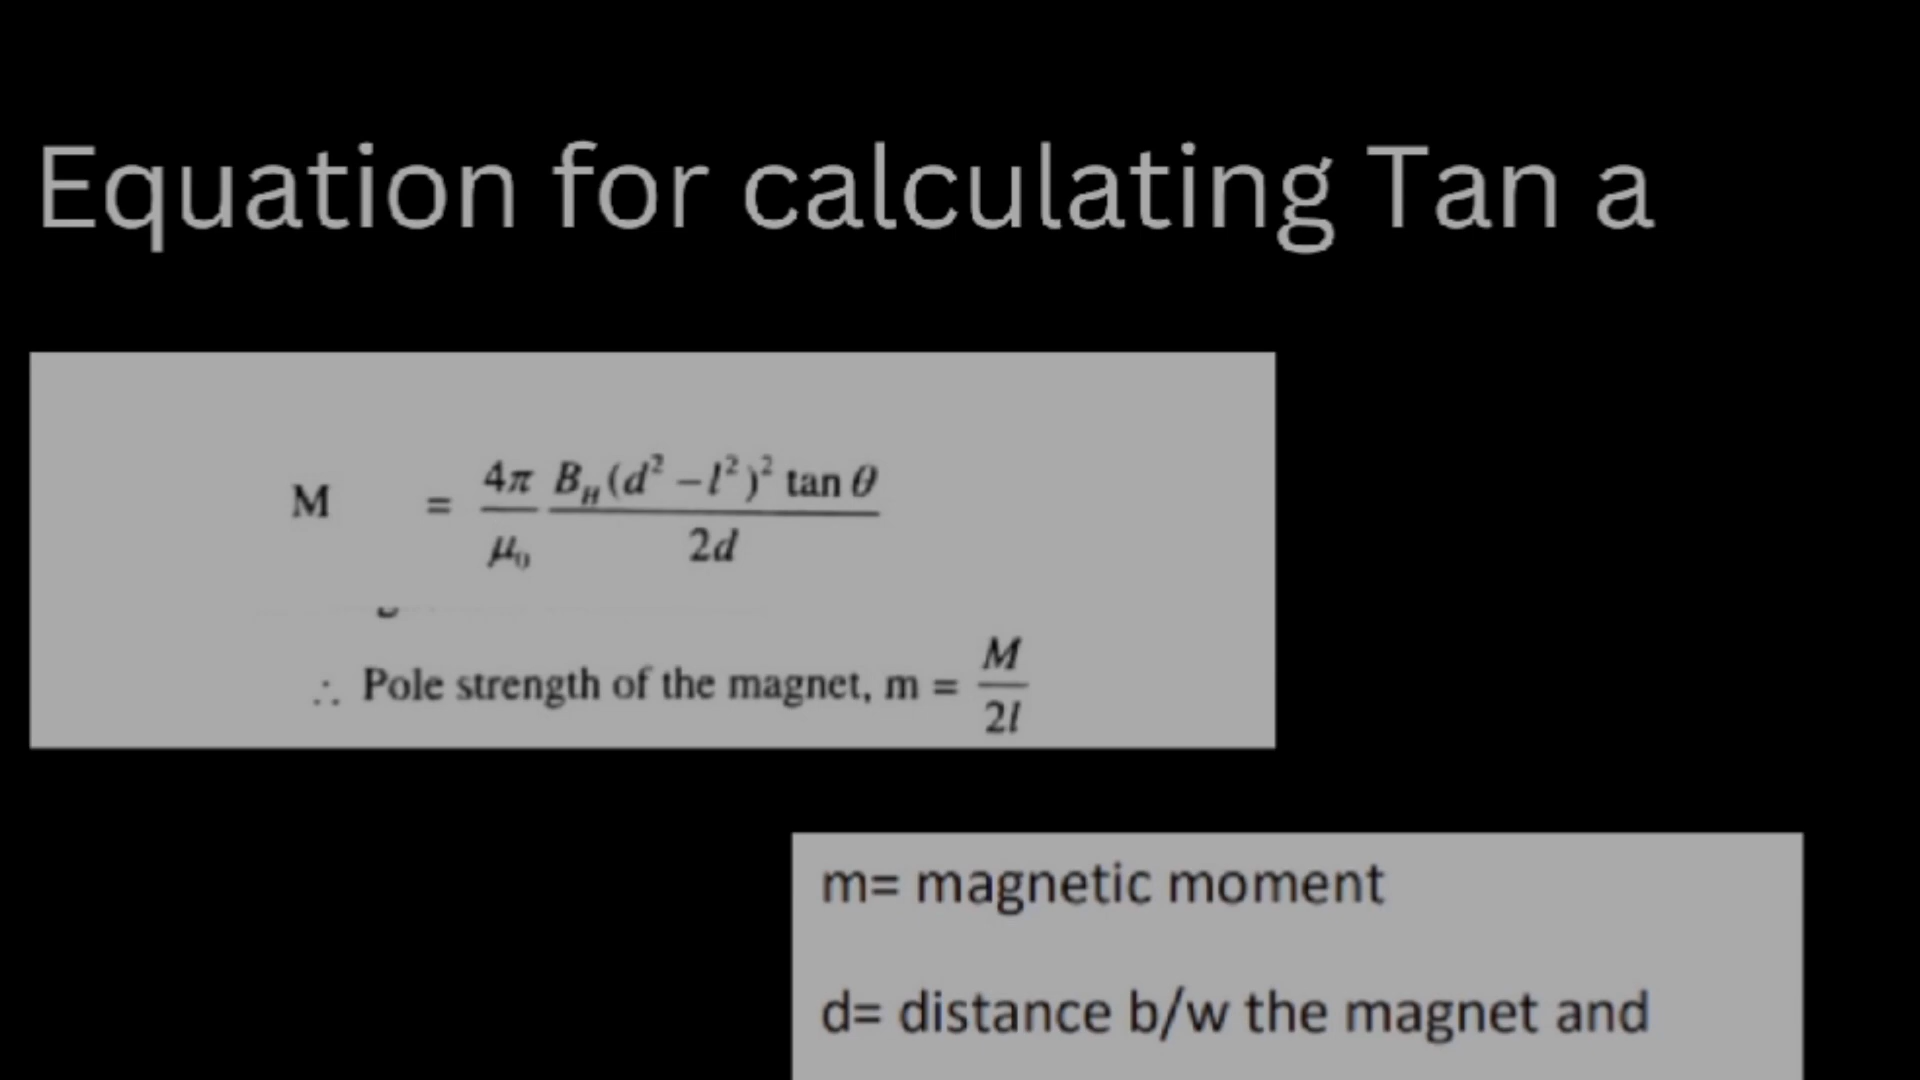 Equation for calculating Tan a
M = 4π/μ₀ B_H(d² − l²)² tan θ/2d
∴ Pole strength of the magnet, m = M/2l
m= magnetic moment
d= distance b/w the magnet and